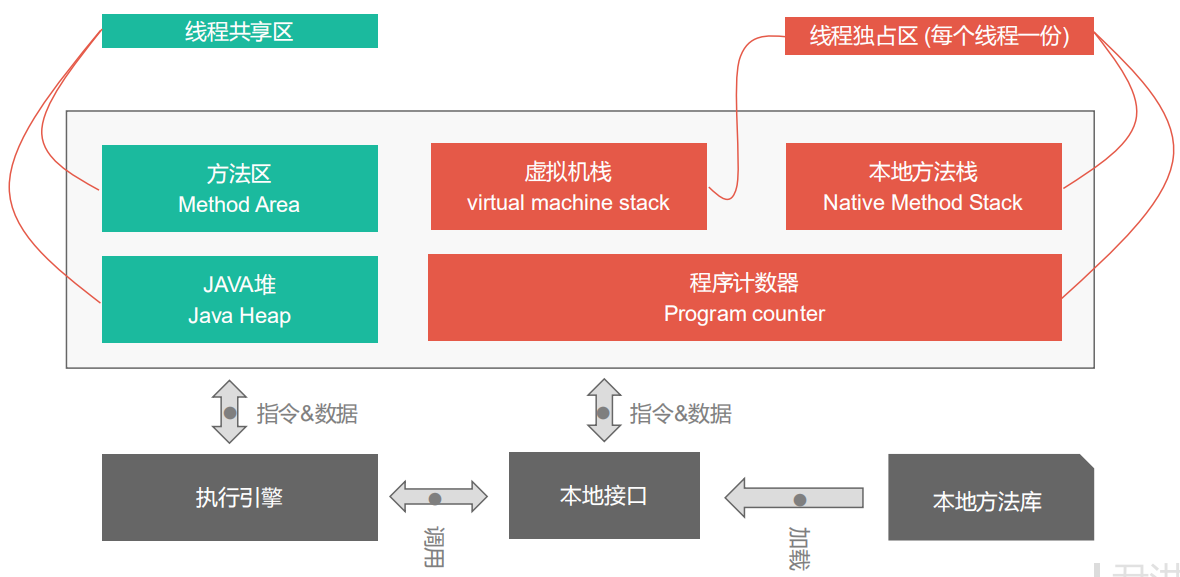 线程共享区
线程独占区 (每个线程一份)
方法区
Method Area
虚拟机栈
virtual machine stack
本地方法栈
Native Method Stack
JAVA堆
Java Heap
程序计数器
Program counter
指令&数据
指令&数据
执行引擎
调用
本地接口
加载
本地方法库